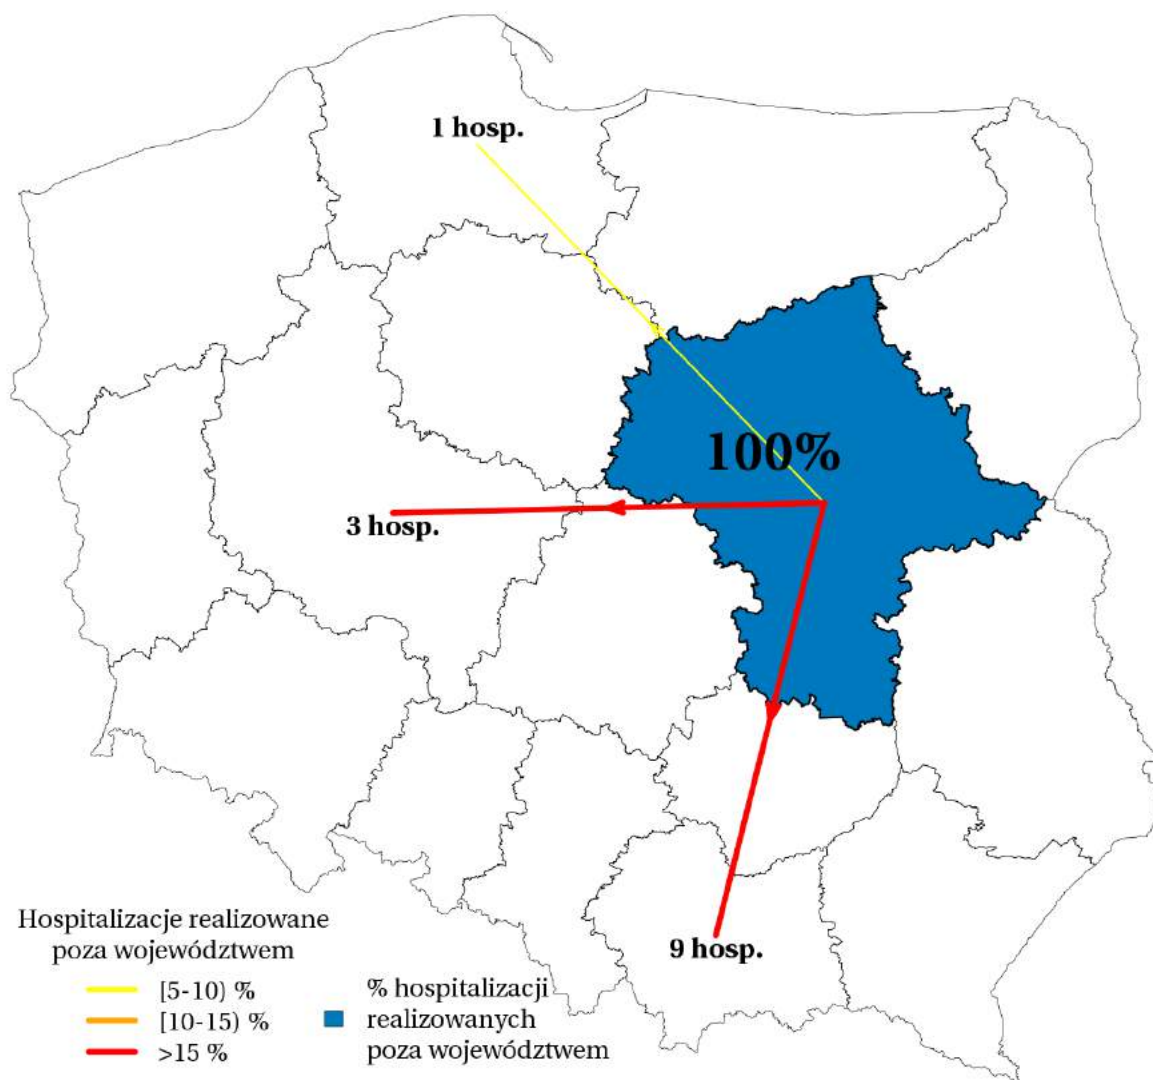 1 hosp.
100%
3 hosp.
9 hosp.
Hospitalizacje realizowane
poza województwem
[5-10) %
[10-15) %
>15 %
% hospitalizacji
realizowanych
poza województwem